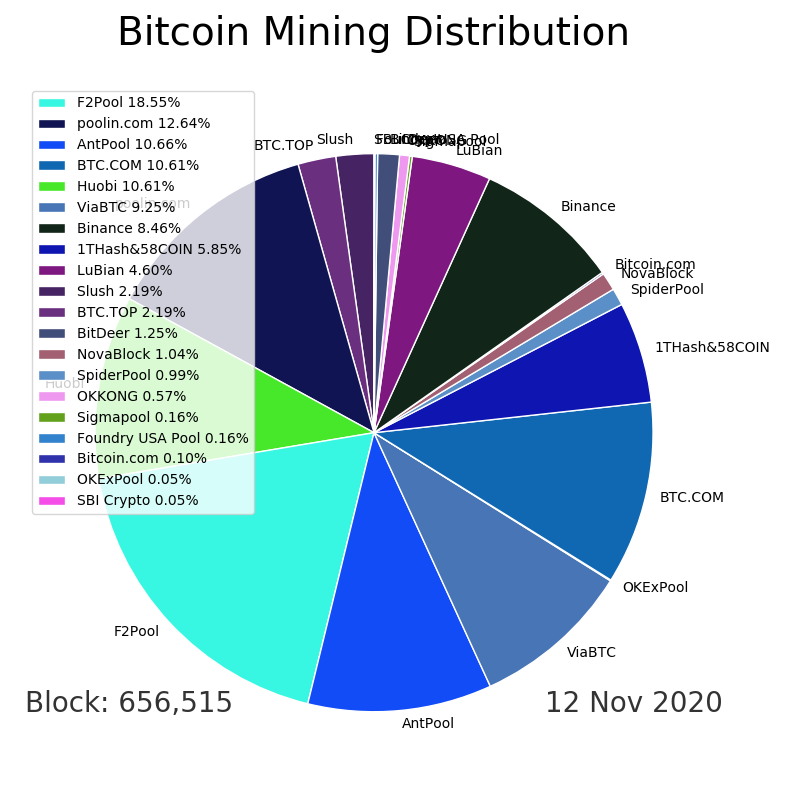 Bitcoin Mining Distribution
F2Pool 18.55%
poolin.com 12.64%
AntPool 10.66%
BTC.COM 10.61%
Huobi 10.61%
ViaBTC 9.25%
Binance 8.46%
1THash&58COIN 5.85%
LuBian 4.60%
Slush 2.19%
BTC.TOP 2.19%
BitDeer 1.25%
NovaBlock 1.04%
SpiderPool 0.99%
OKKONG 0.57%
Sigmapool 0.16%
Foundry USA Pool 0.16%
Bitcoin.com 0.10%
OKExPool 0.05%
SBI Crypto 0.05%
BTC.TOP
Slush
Sigmapool
LuBian
Binance
Bitcoin.com
NovaBlock
SpiderPool
1THash&58COIN
BTC.COM
OKExPool
ViaBTC
AntPool
F2Pool
Huobi
poolin.com
Block: 656,515
12 Nov 2020